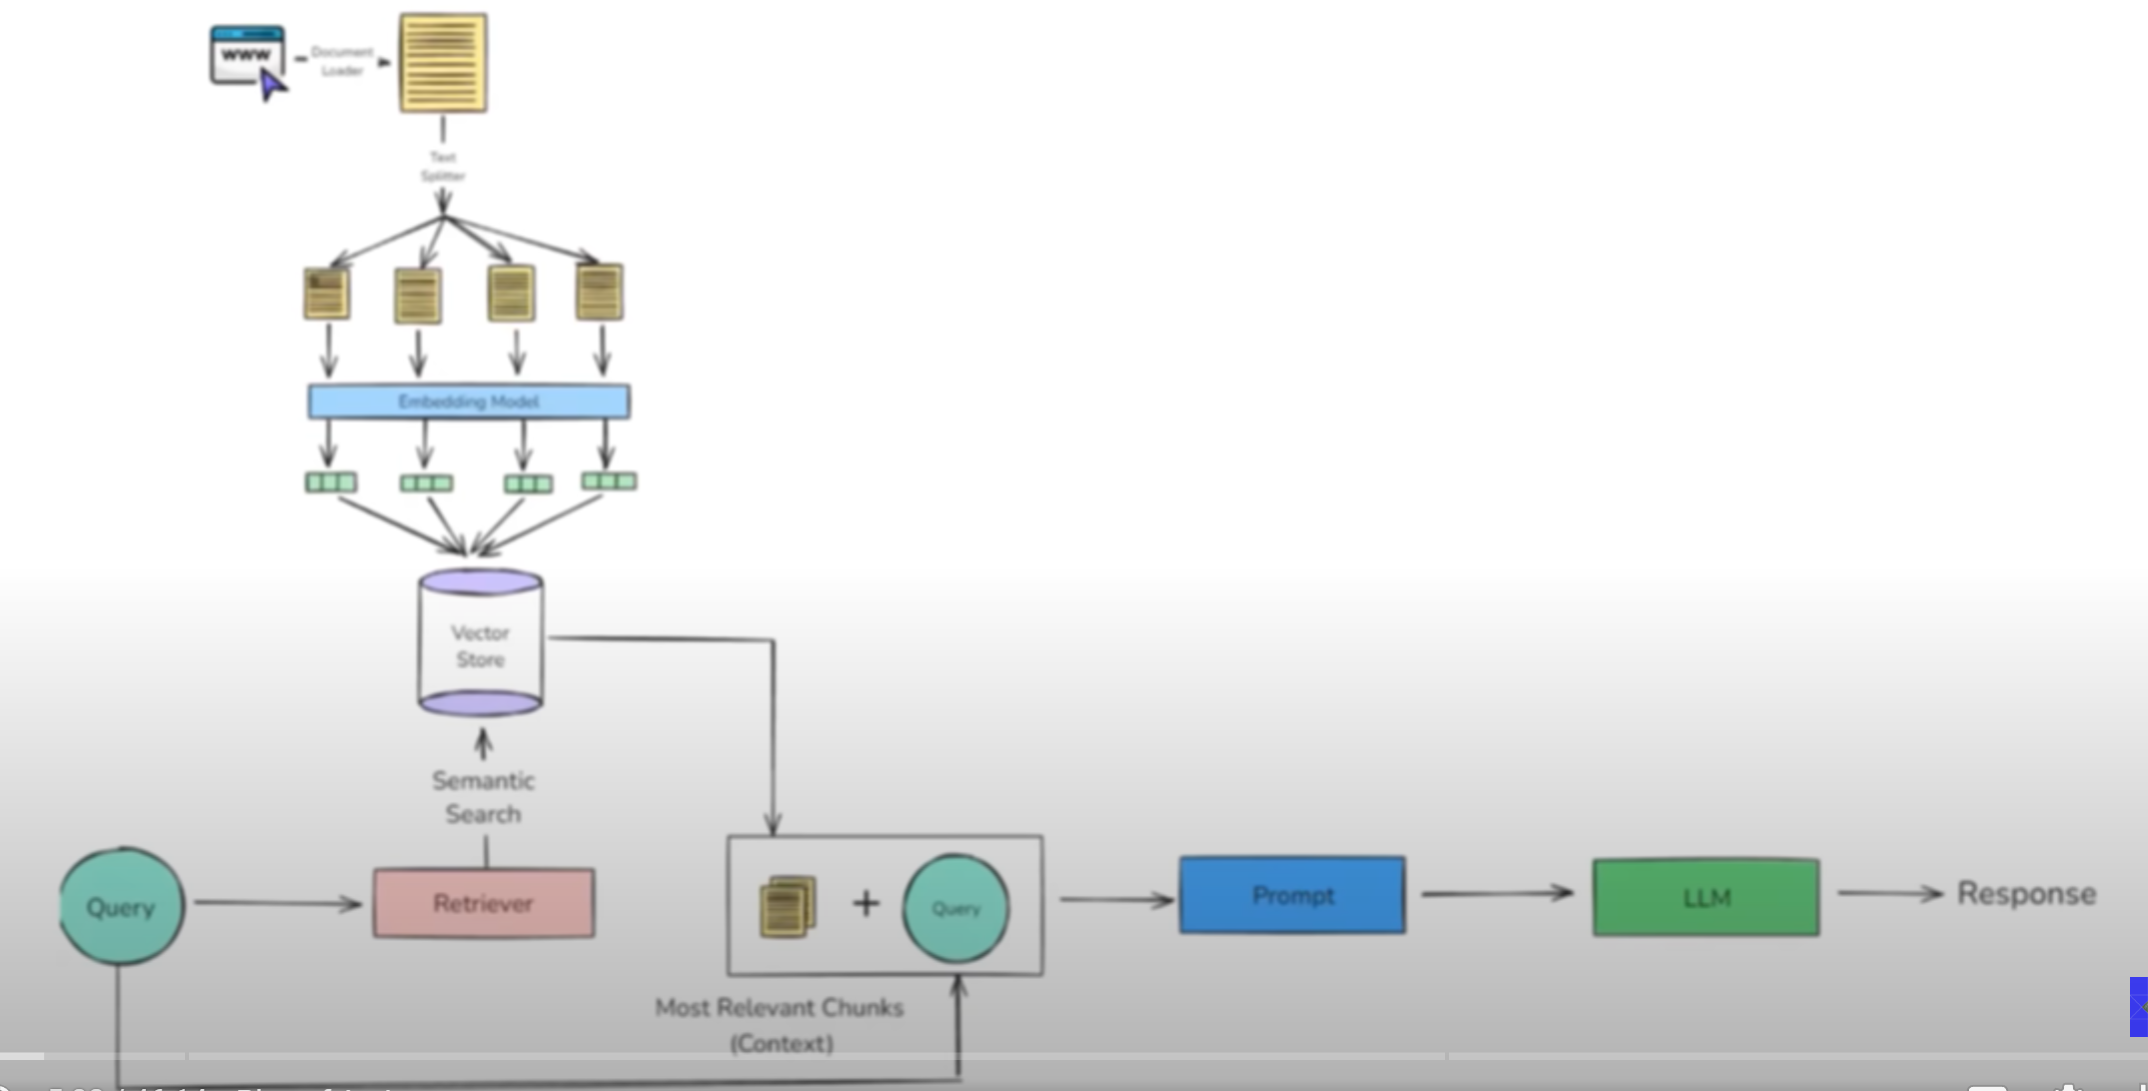 www
Document
Loader
Text
Splitter
Embedding Model
Vector
Store
Semantic
Search
Query
Retriever
+
Query
Prompt
LLM
Response
Most Relevant Chunks
(Context)